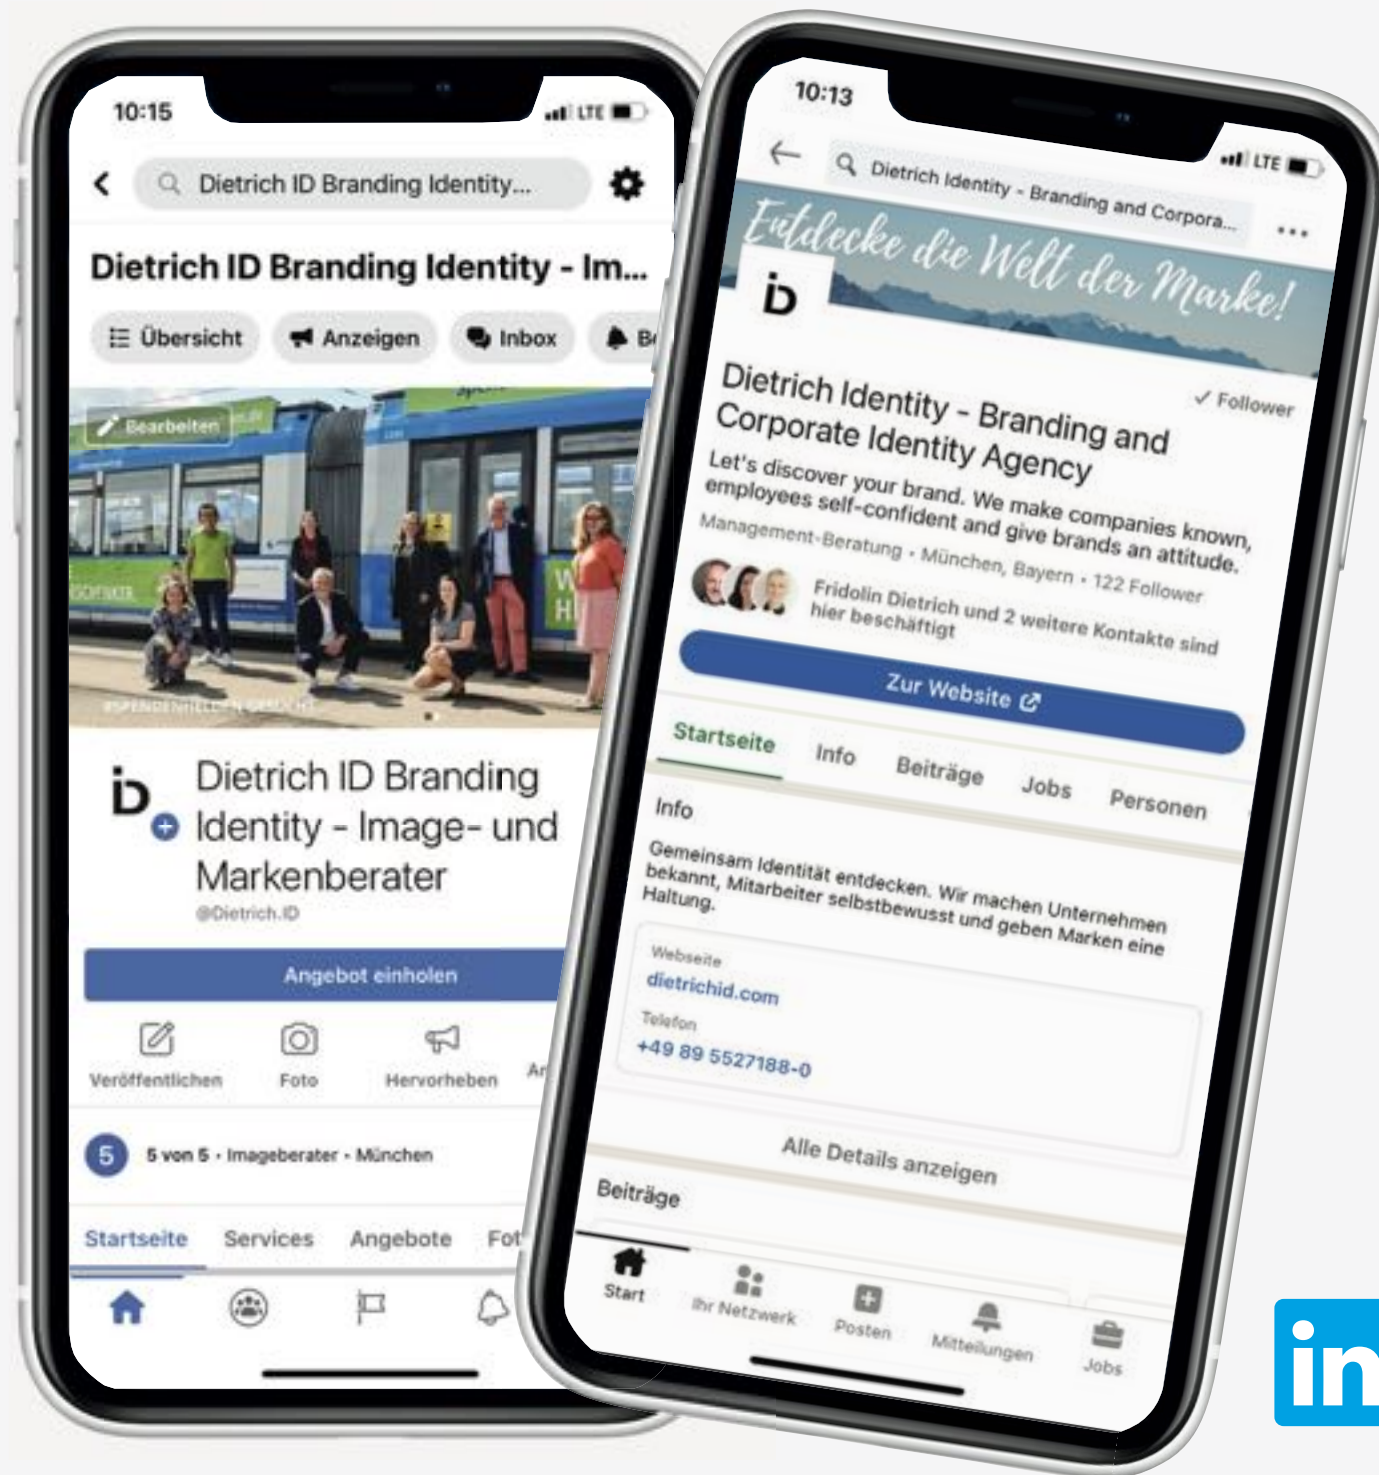 10:15
LTE
Dietrich ID Branding Identity...
Dietrich ID Branding Identity - Im...
Übersicht
Anzeigen
Inbox
Be
Bearbeiten
#SPENDENHELDEN GESUCHT
iD
Dietrich ID Branding
Identity - Image- und
Markenberater
@Dietrich.ID
Angebot einholen
Veröffentlichen
Foto
Hervorheben
5
5 von 5 · Imageberater · München
Startseite
Services
Angebote
Fot
10:13
LTE
Dietrich Identity - Branding and Corpora...
Entdecke die Welt der Marke!
iD
Dietrich Identity - Branding and
Corporate Identity Agency
✓ Follower
Let's discover your brand. We make companies known,
employees self-confident and give brands an attitude.
Management-Beratung · München, Bayern · 122 Follower
Fridolin Dietrich und 2 weitere Kontakte sind
hier beschäftigt
Zur Website
Startseite
Info
Beiträge
Jobs
Personen
Info
Gemeinsam Identität entdecken. Wir machen Unternehmen
bekannt, Mitarbeiter selbstbewusst und geben Marken eine
Haltung.
Webseite
dietrichid.com
Telefon
+49 89 5527188-0
Alle Details anzeigen
Beiträge
Start
Ihr Netzwerk
Posten
Mitteilungen
Jobs
in